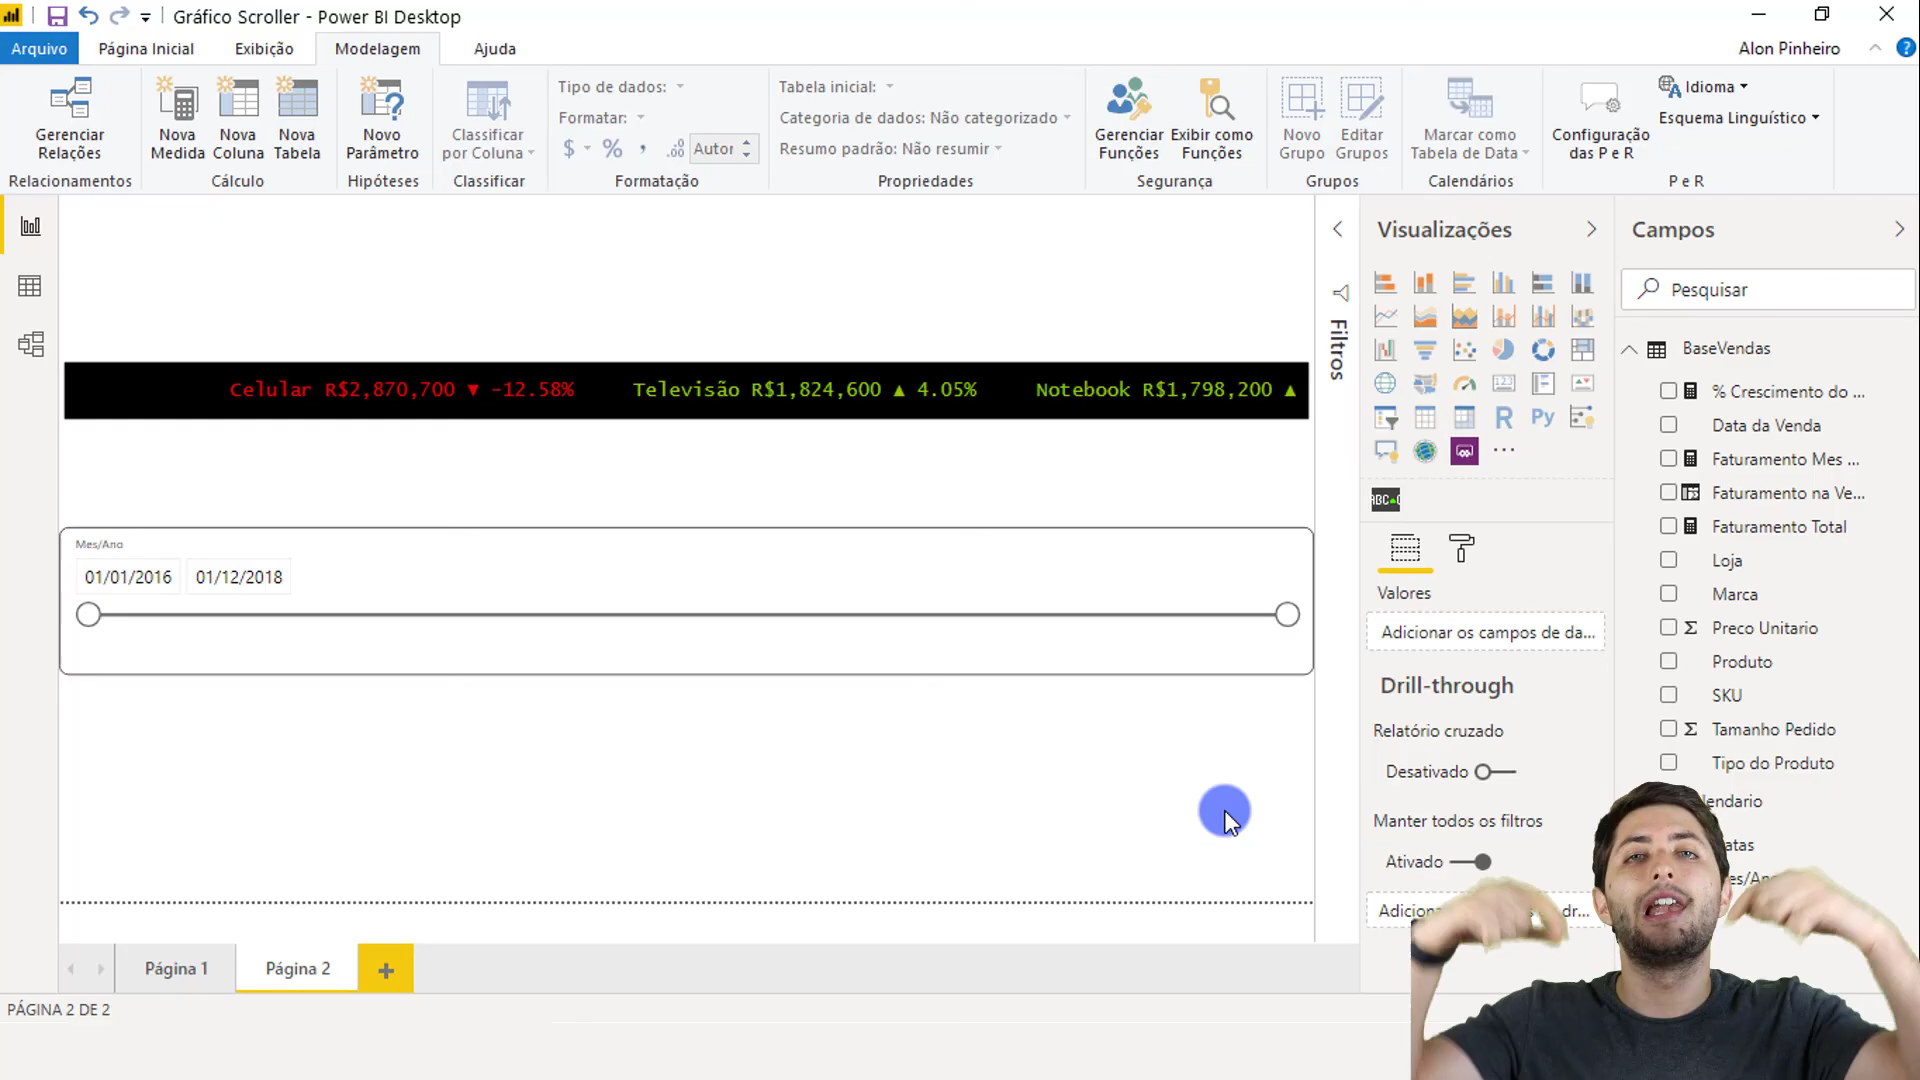 Gráfico Scroller - Power BI Desktop
Arquivo Página Inicial Exibição Modelagem Ajuda Alon Pinheiro ?
Gerenciar Relações
Nova Medida
Nova Coluna
Nova Tabela
Novo Parâmetro
Classificar por Coluna
Tipo de dados:
Formatar:
$ % , .00 Autor
Tabela inicial:
Categoria de dados: Não categorizado
Resumo padrão: Não resumir
Gerenciar Funções
Exibir como Funções
Novo Grupo
Editar Grupos
Marcar como Tabela de Data
Configuração das P e R
Idioma
Esquema Linguístico
Relacionamentos Cálculo Hipóteses Classificar Formatação Propriedades Segurança Grupos Calendários P e R
Celular R$2,870,700 ▼ -12.58% Televisão R$1,824,600 ▲ 4.05% Notebook R$1,798,200 ▲
Mes/Ano
01/01/2016 01/12/2018
Filtros
Visualizações
R Py
ABC
Valores
Adicionar os campos de da...
Drill-through
Relatório cruzado
Desativado
Manter todos os filtros
Ativado
Campos
Pesquisar
BaseVendas
% Crescimento do ...
Data da Venda
Faturamento Mes ...
Faturamento na Ve...
Faturamento Total
Loja
Marca
Σ Preco Unitario
Produto
SKU
Σ Tamanho Pedido
Tipo do Produto
endario
atas
Página 1 Página 2 +
PÁGINA 2 DE 2